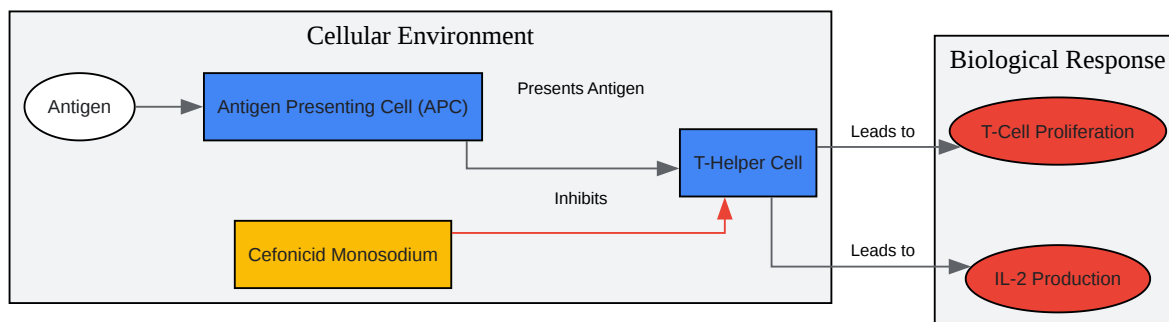 Cellular Environment
Biological Response
Antigen
Antigen Presenting Cell (APC)
Presents Antigen
T-Helper Cell
Leads to
T-Cell Proliferation
Inhibits
Cefonicid Monosodium
Leads to
IL-2 Production